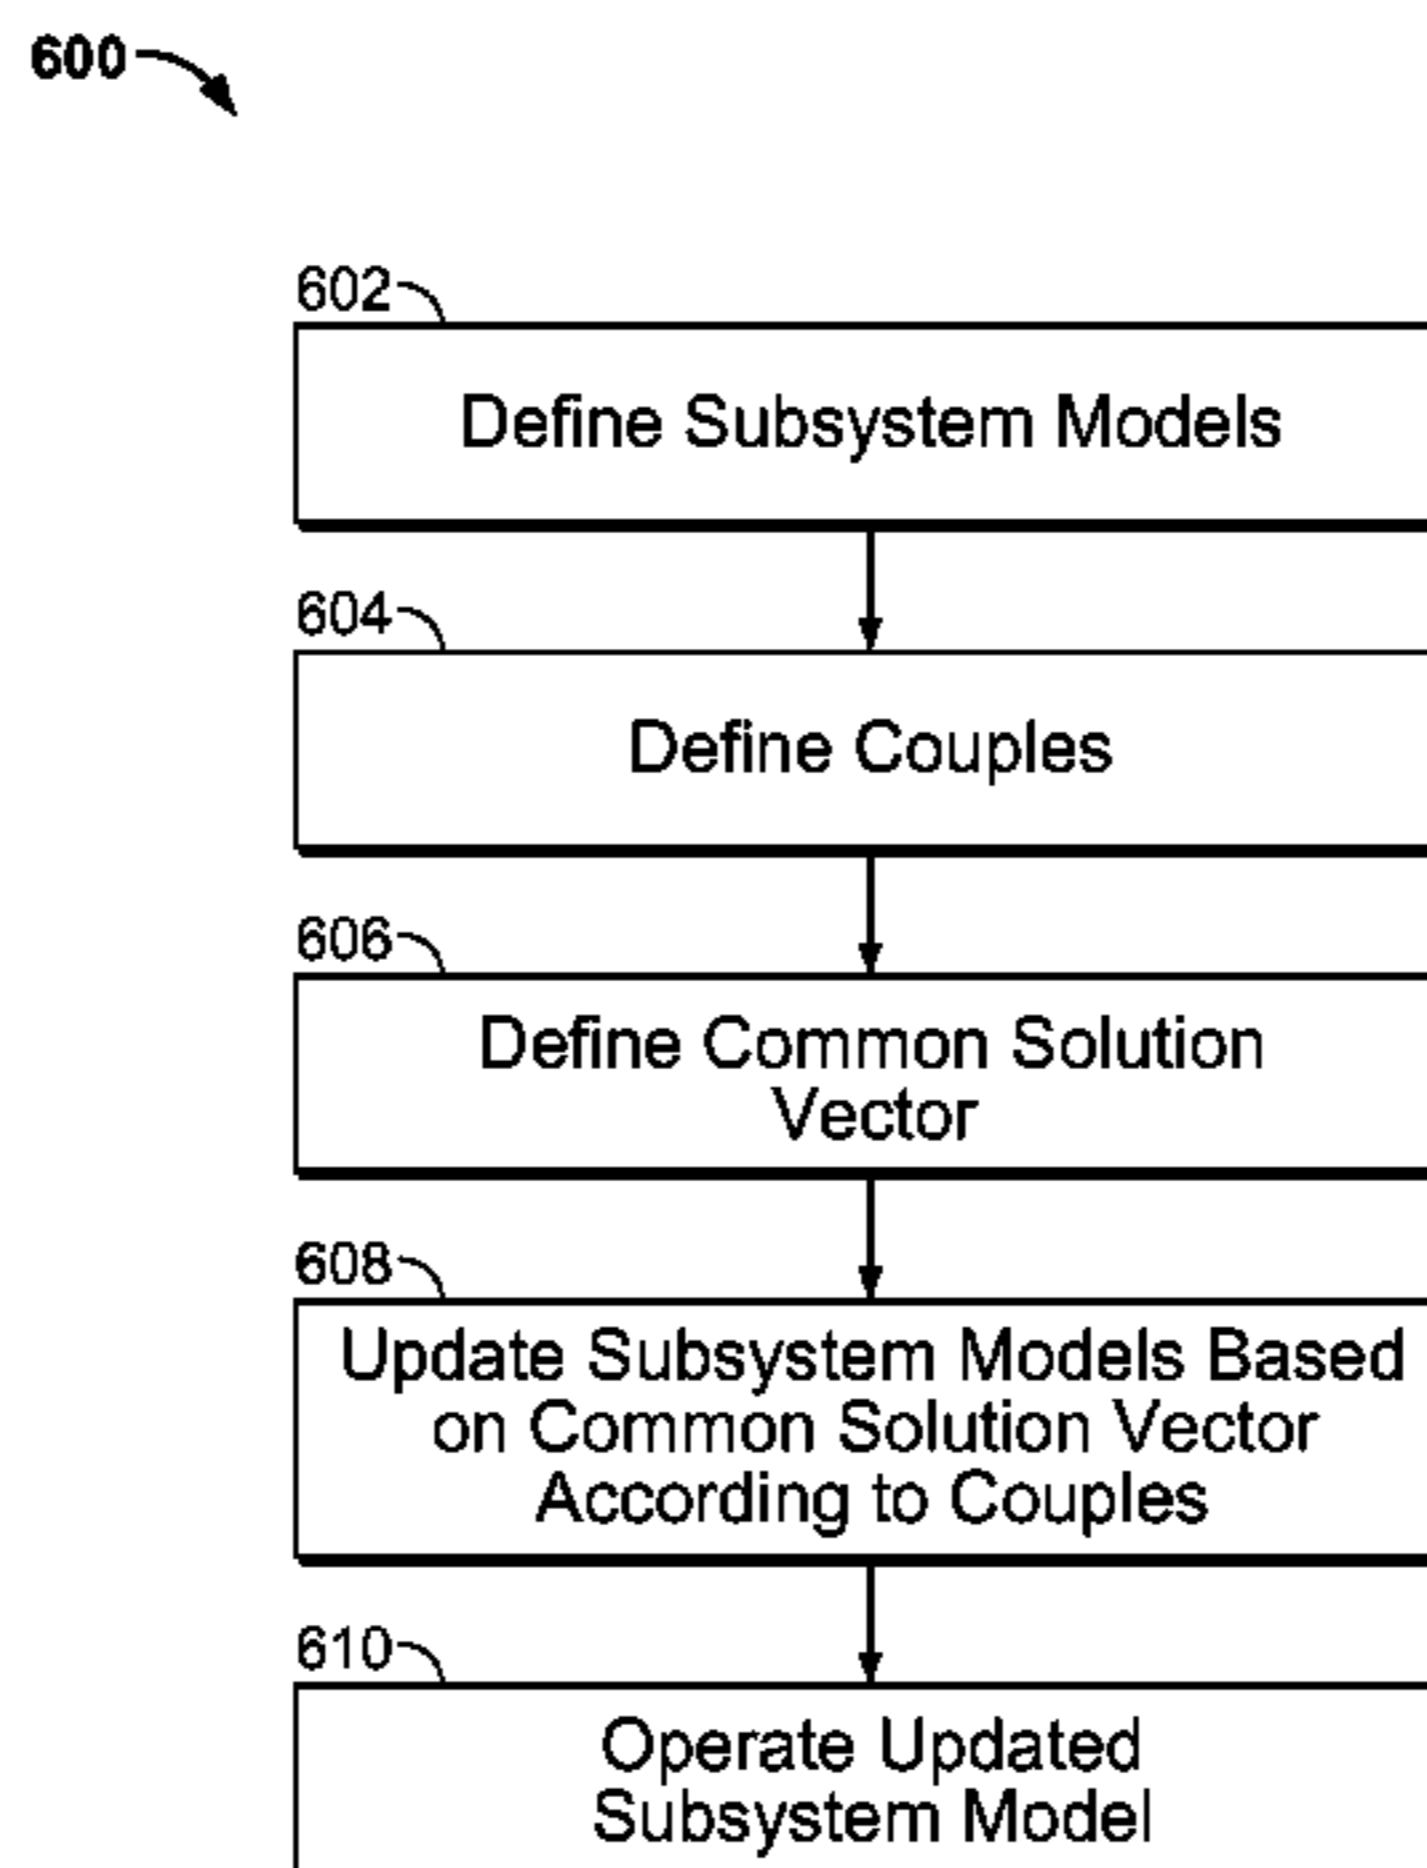 600
602
Define Subsystem Models
604
Define Couples
606
Define Common Solution
Vector
608
Update Subsystem Models Based
on Common Solution Vector
According to Couples
610
Operate Updated
Subsystem Model